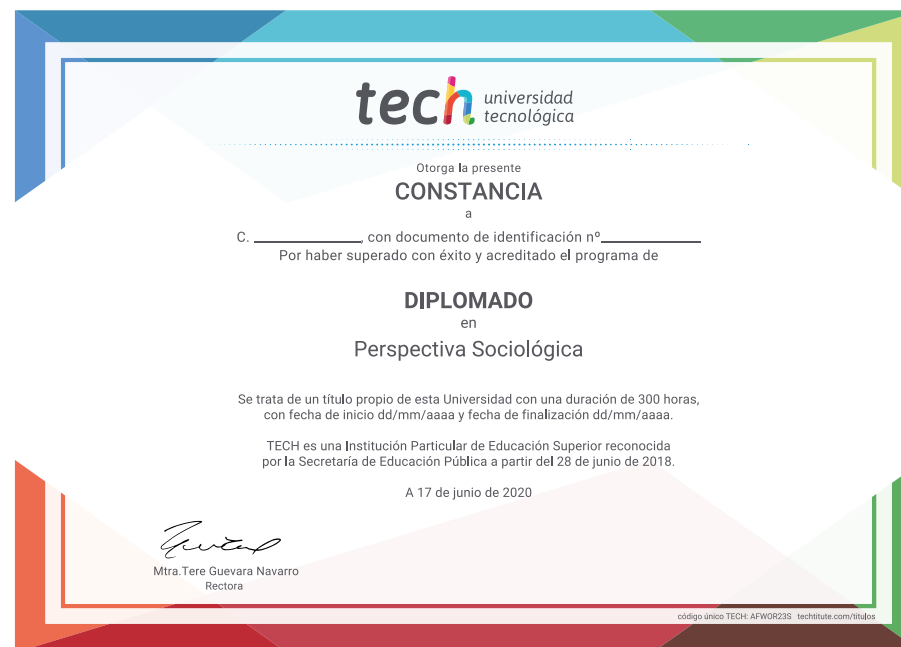 tech universidad
tecnológica
Otorga la presente
CONSTANCIA
a
C. ____________, con documento de identificación nº___________
Por haber superado con éxito y acreditado el programa de
DIPLOMADO
en
Perspectiva Sociológica
Se trata de un título propio de esta Universidad con una duración de 300 horas,
con fecha de inicio dd/mm/aaaa y fecha de finalización dd/mm/aaaa.
TECH es una Institución Particular de Educación Superior reconocida
por la Secretaría de Educación Pública a partir del 28 de junio de 2018.
A 17 de junio de 2020
Mtra.Tere Guevara Navarro
Rectora
código único TECH: AFWOR23S techtitute.com/titulos